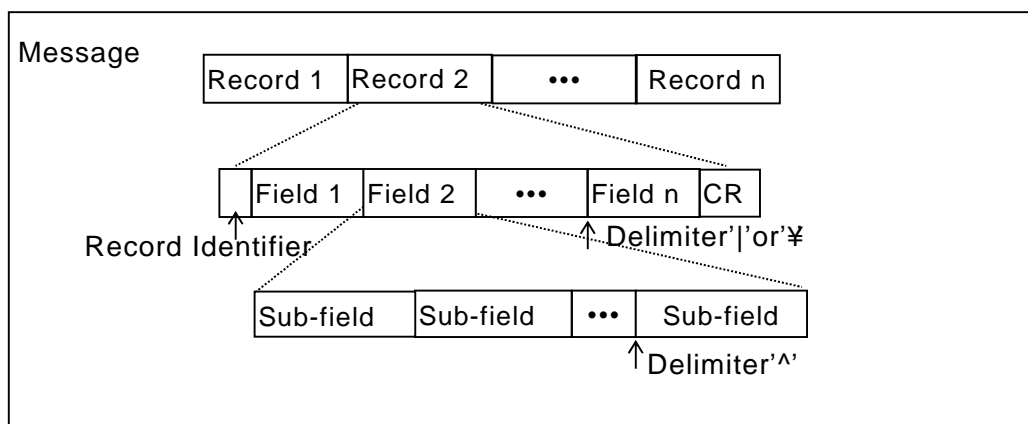 Message
Record 1 Record 2 ••• Record n
Field 1 Field 2 ••• Field n CR
Record Identifier Delimiter'|'or'¥
Sub-field Sub-field ••• Sub-field
Delimiter'^'